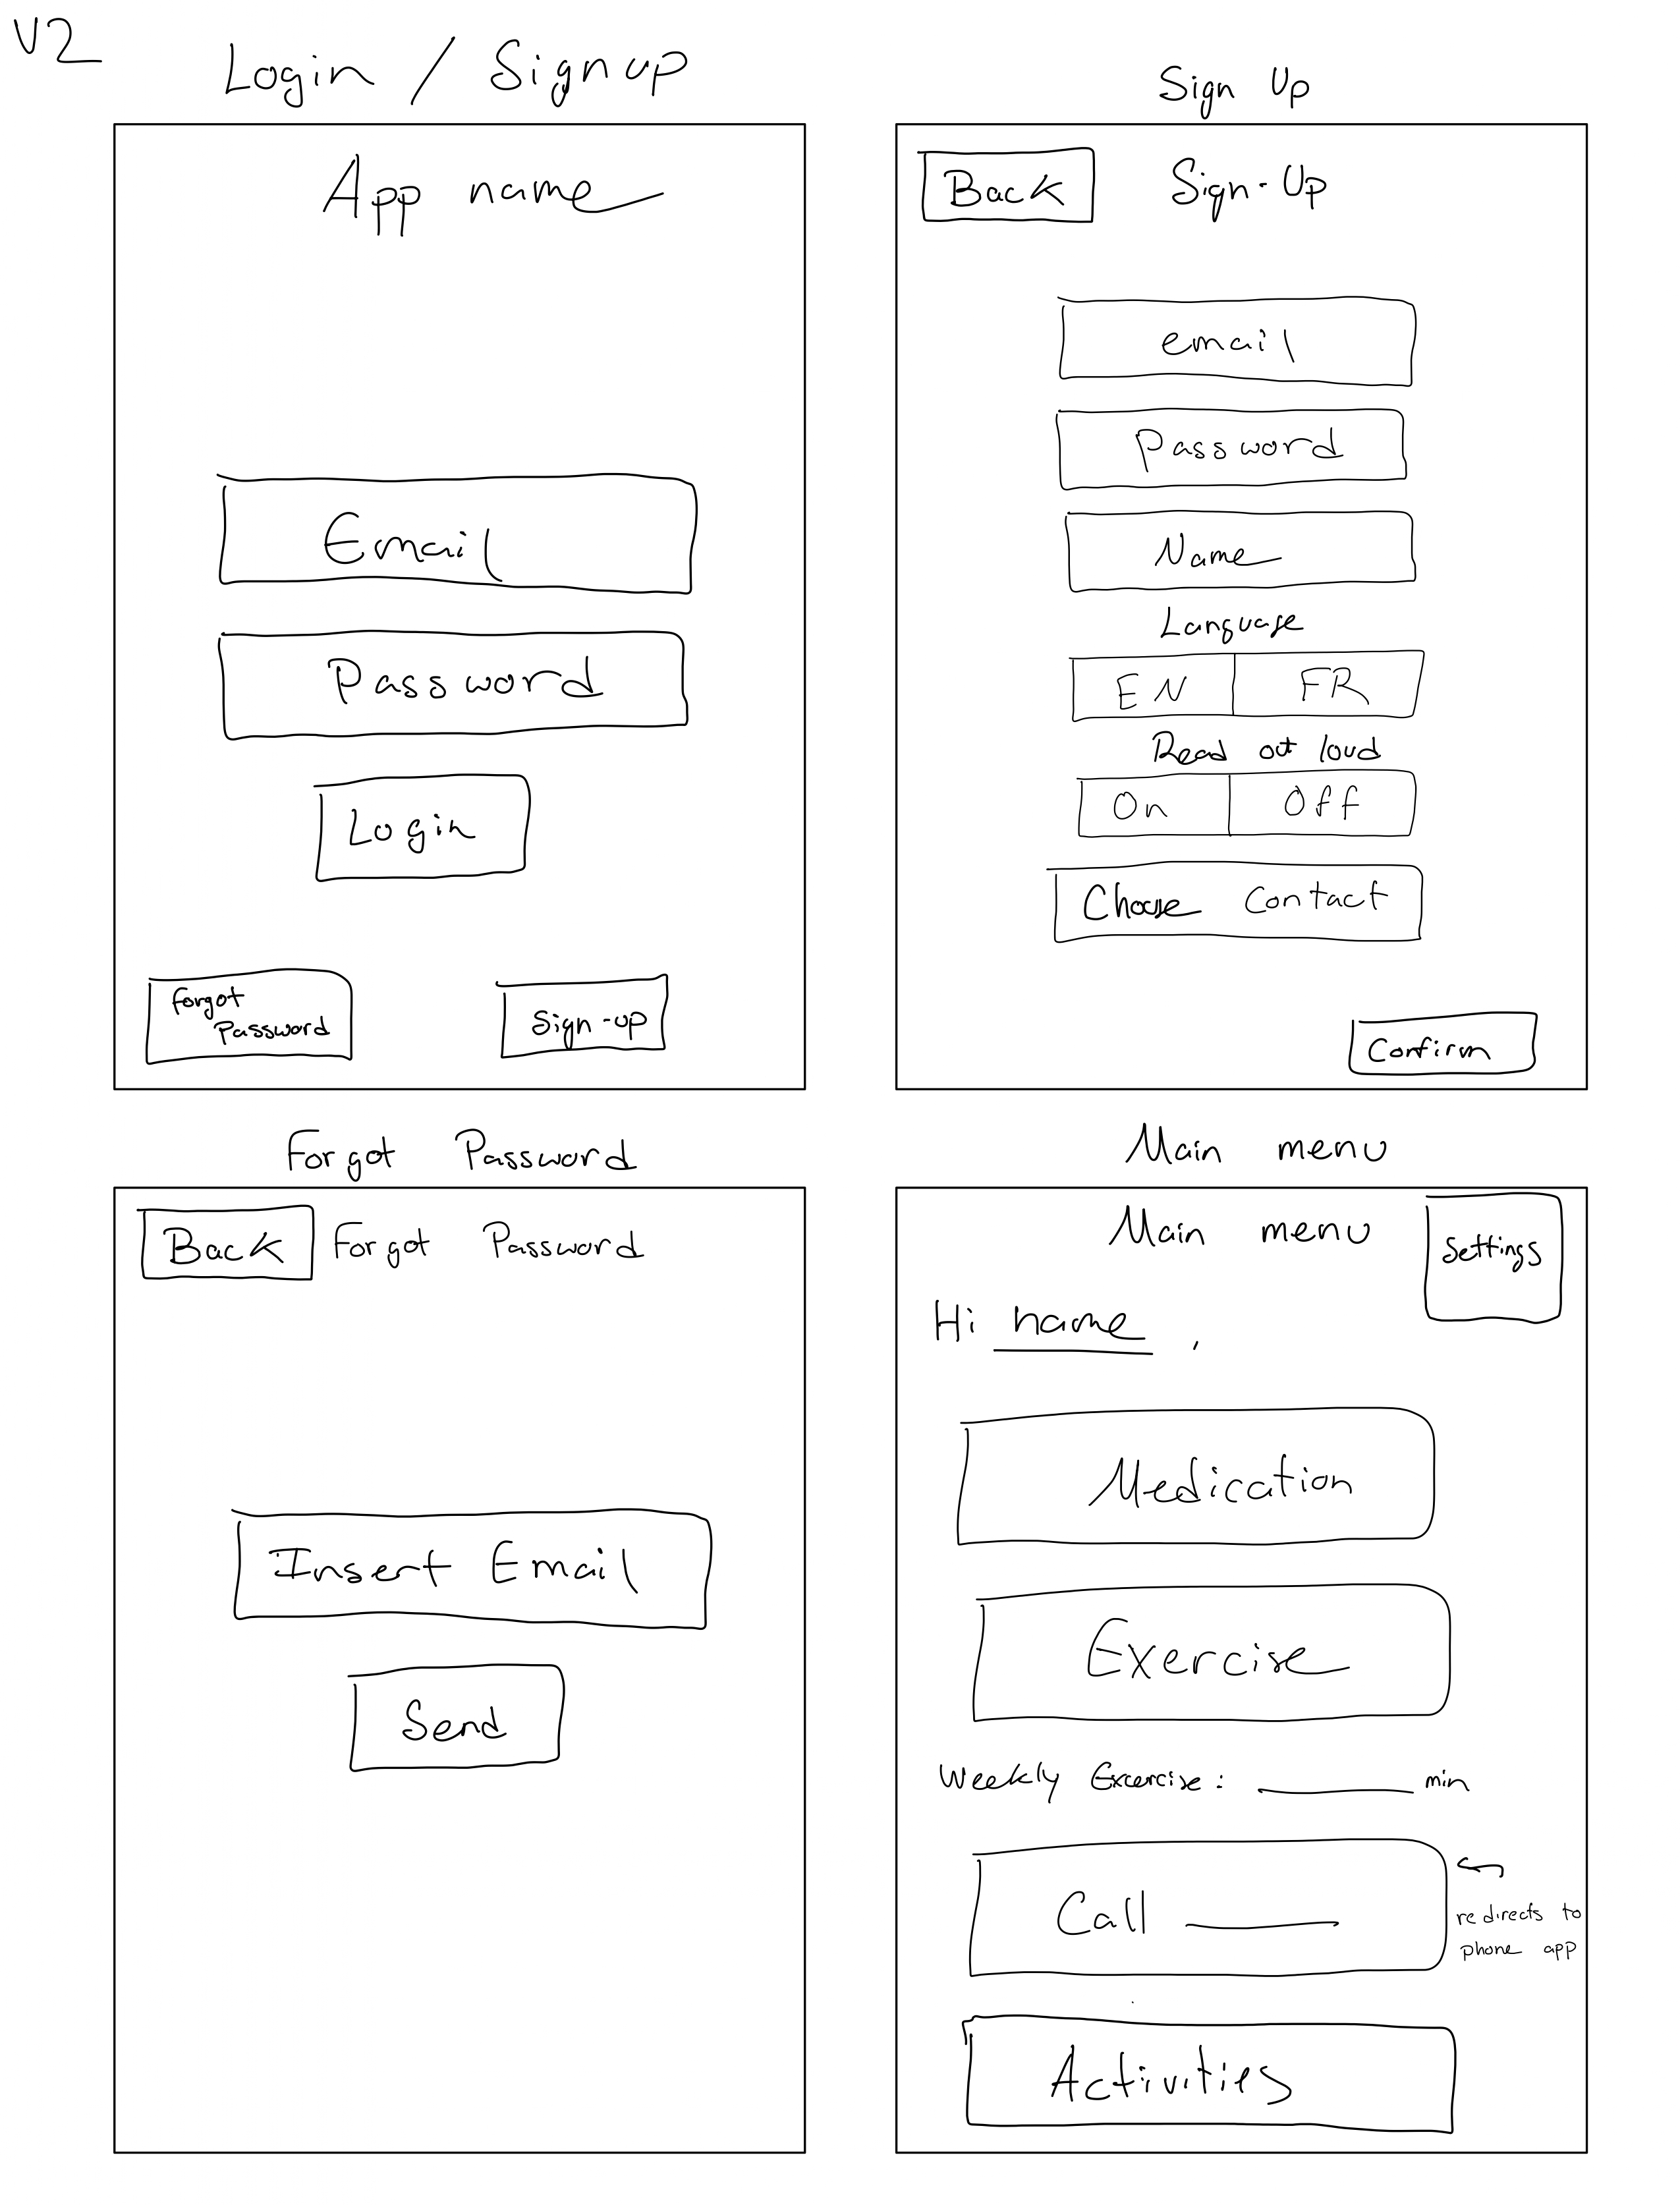 V2
Login / Sign up
App name
Email
Password
Login
Forgot
Password
Sign-up
Sign Up
Back
Sign-Up
email
Password
Name
Language
EN
FR
Read out loud
On
Off
Choose Contact
Confirm
Forgot Password
Back
Forgot Password
Insert Email
Send
Main menu
Main menu
Settings
Hi name ,
Medication
Exercise
Weekly Excercise: ______ min
Call ______
redirects to
phone app
Activities